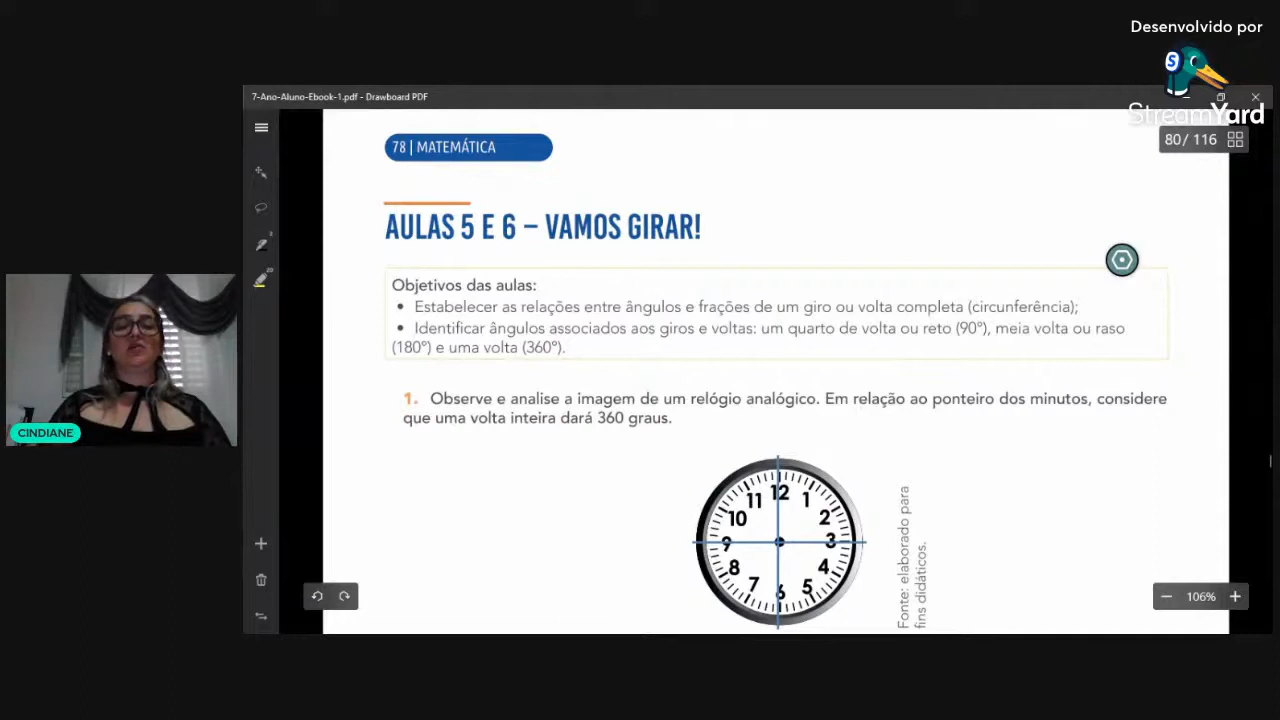 Desenvolvido por
StreamYard
7-Ano-Aluno-Ebook-1.pdf - Drawboard PDF
80 / 116
78 | MATEMÁTICA
AULAS 5 E 6 – VAMOS GIRAR!
Objetivos das aulas:
• Estabelecer as relações entre ângulos e frações de um giro ou volta completa (circunferência);
• Identificar ângulos associados aos giros e voltas: um quarto de volta ou reto (90°), meia volta ou raso
(180°) e uma volta (360°).
1. Observe e analise a imagem de um relógio analógico. Em relação ao ponteiro dos minutos, considere
que uma volta inteira dará 360 graus.
CINDIANE
12
11 1
10 2
9 3
8 4
7 5
6
Fonte: elaborado para
fins didáticos.
106%